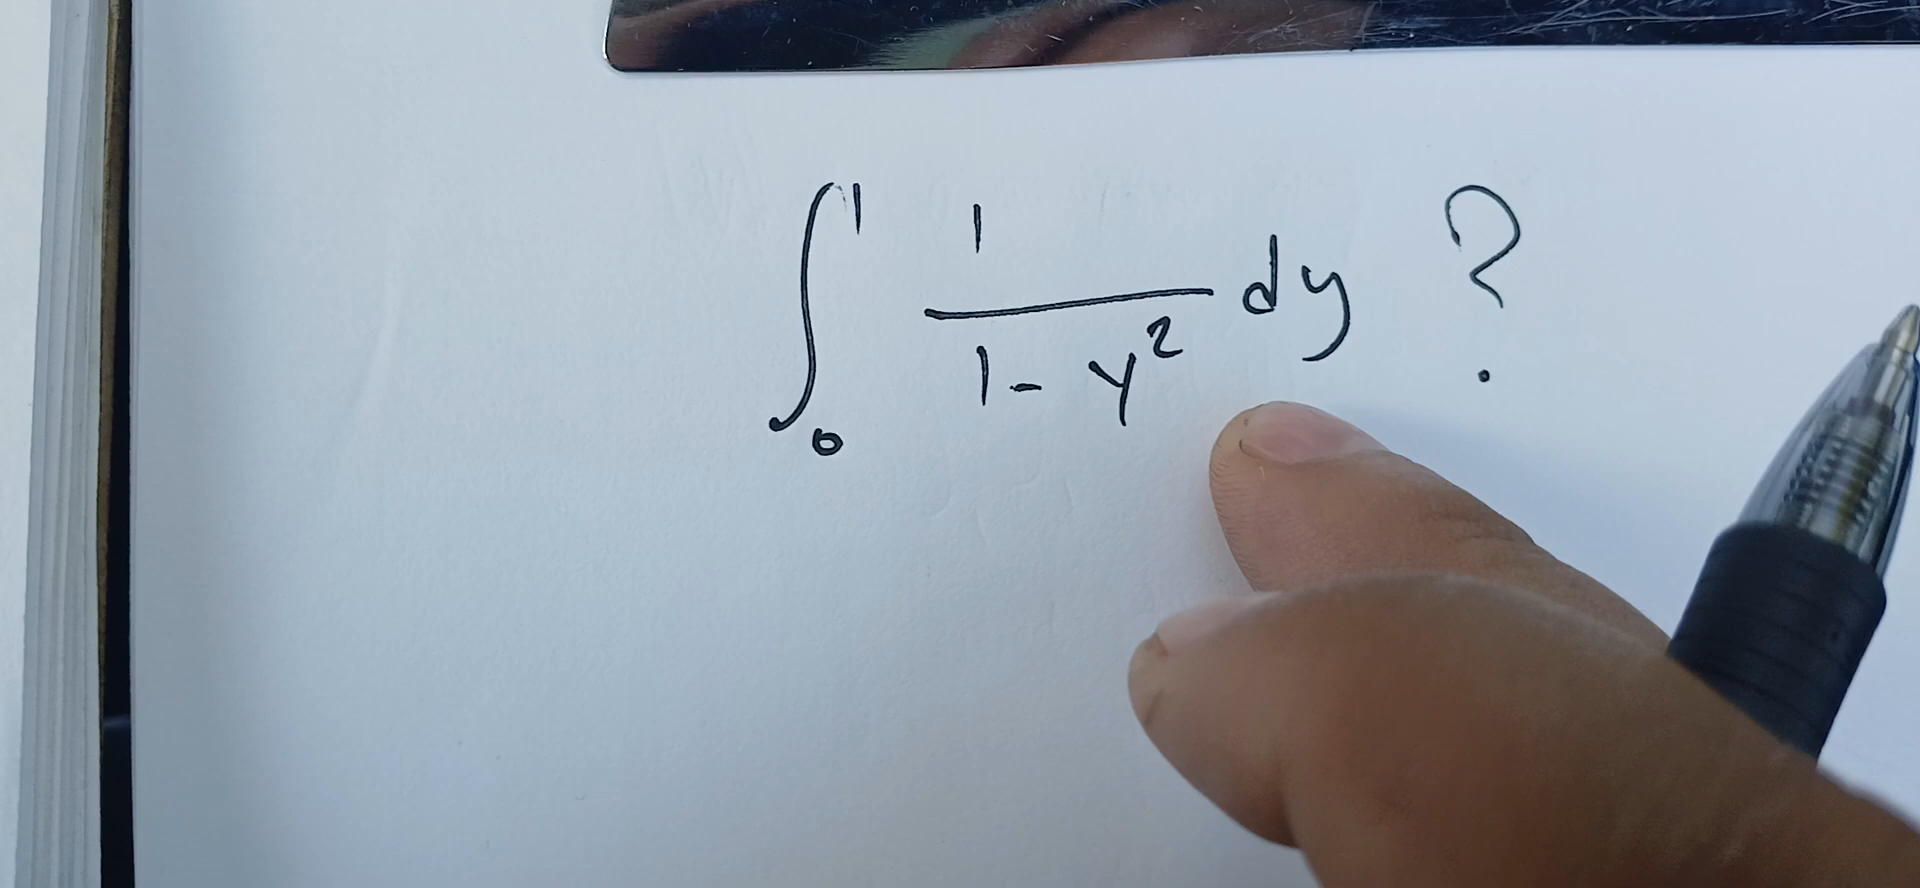 ∫₀¹ 1/(1 - y²) dy ?